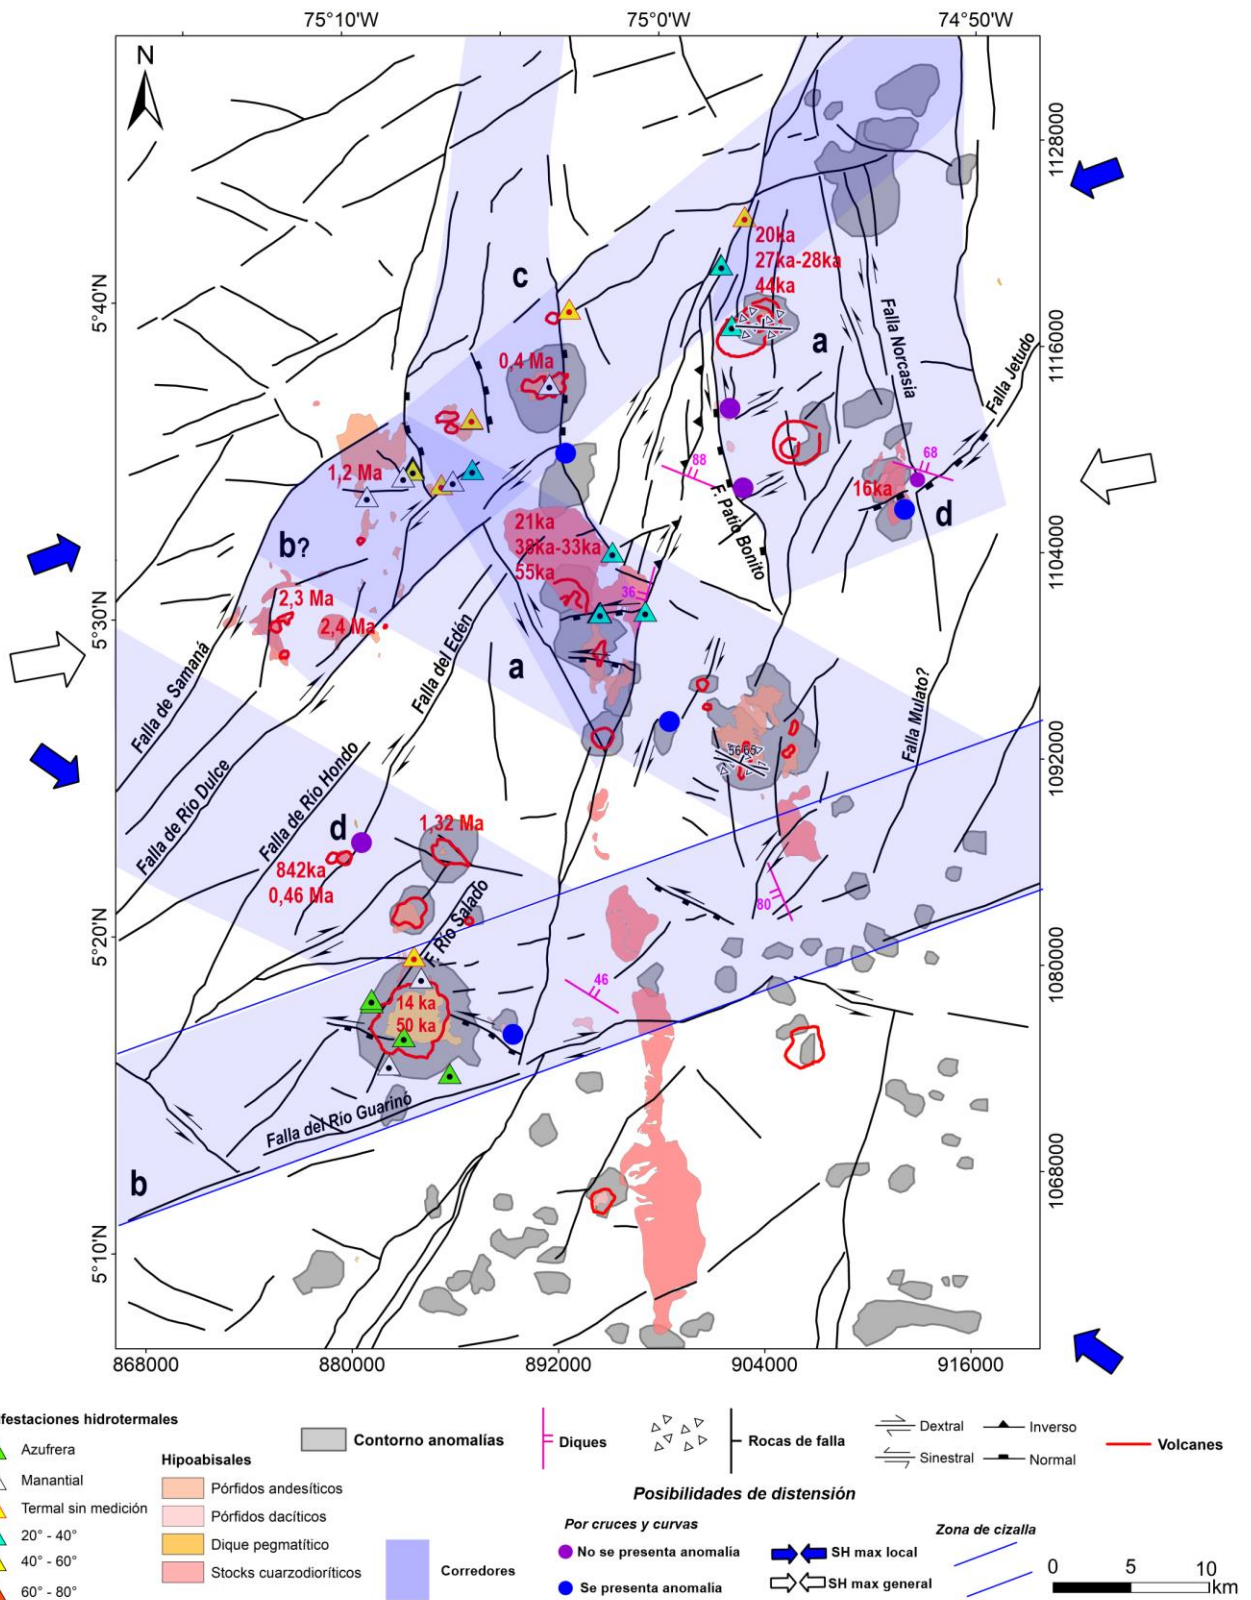 75°10'W
75°0'W
74°50'W
N
1128000
20ka
27ka-28ka
44ka
c
5°40'N
a
Falla Norcasia
1116000
Falla Jetudo
0,4 Ma
88
68
1,2 Ma
16ka
F. Patio Bonito
d
21ka
38ka-33ka
55ka
b?
1104000
36
2,3 Ma
2,4 Ma
5°30'N
Falla de Samaná
Falla del Edén
a
Falla Mulato?
56 65
1092000
Falla de Río Dulce
Falla de Río Hondo
d
1,32 Ma
842ka
0,46 Ma
F. Río Salado
80
5°20'N
46
1080000
14 ka
50 ka
Falla del Río Guarinó
b
1068000
5°10'N
868000
880000
892000
904000
916000
festaciones hidrotermales
Azufrera
Manantial
Termal sin medición
20° - 40°
40° - 60°
60° - 80°
Hipoabisales
Pórfidos andesíticos
Pórfidos dacíticos
Dique pegmatítico
Stocks cuarzodioríticos
Contorno anomalías
Corredores
Diques
Rocas de falla
Dextral
Sinestral
Inverso
Normal
Volcanes
Posibilidades de distensión
Por cruces y curvas
No se presenta anomalía
Se presenta anomalía
SH max local
SH max general
Zona de cizalla
0 5 10
km